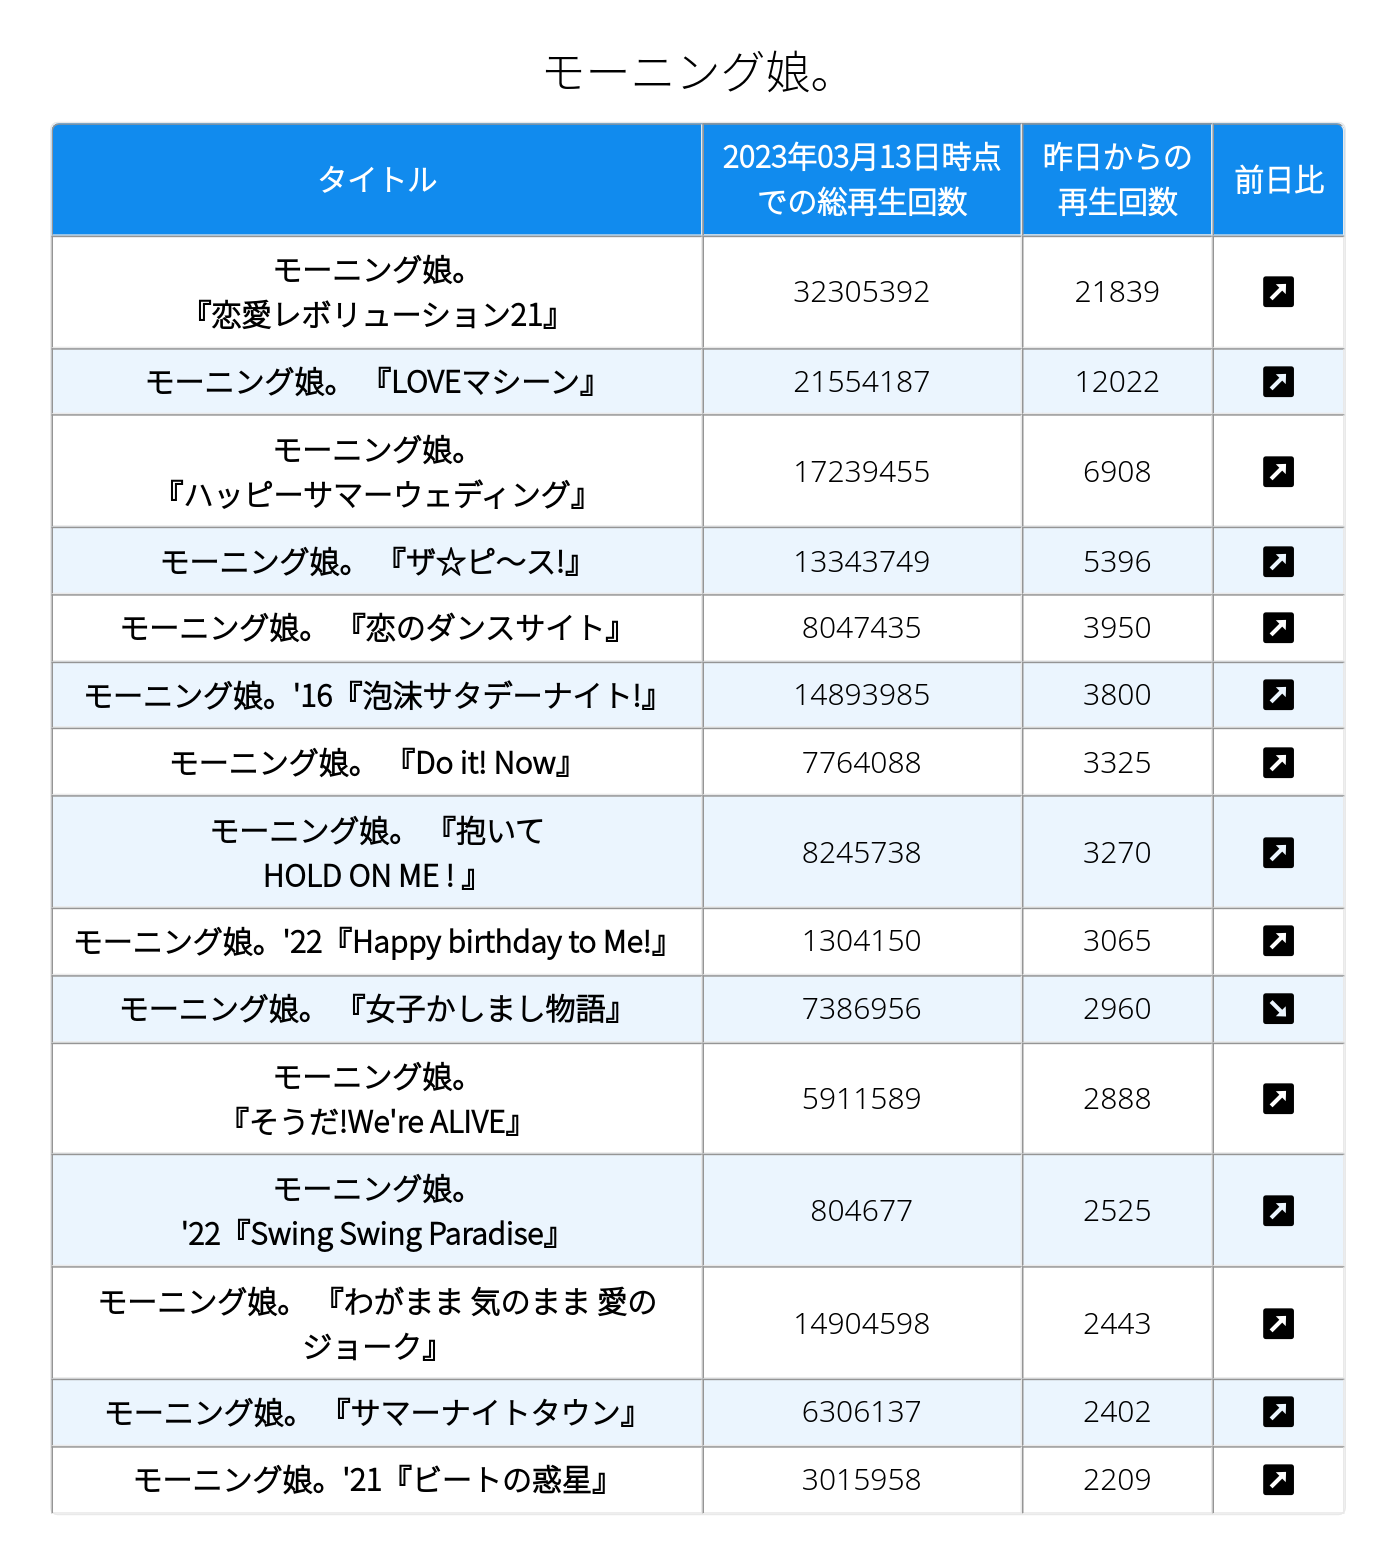 モーニング娘。
タイトル
2023年03月13日時点
での総再生回数
昨日からの
再生回数
前日比
モーニング娘。
『恋愛レボリューション21』
32305392
21839
モーニング娘。 『LOVEマシーン』
21554187
12022
モーニング娘。
『ハッピーサマーウェディング』
17239455
6908
モーニング娘。 『ザ☆ピ〜ス!』
13343749
5396
モーニング娘。 『恋のダンスサイト』
8047435
3950
モーニング娘。'16『泡沫サタデーナイト!』
14893985
3800
モーニング娘。 『Do it! Now』
7764088
3325
モーニング娘。 『抱いて
HOLD ON ME ! 』
8245738
3270
モーニング娘。'22『Happy birthday to Me!』
1304150
3065
モーニング娘。 『女子かしまし物語』
7386956
2960
モーニング娘。
『そうだ!We're ALIVE』
5911589
2888
モーニング娘。
'22『Swing Swing Paradise』
804677
2525
モーニング娘。 『わがまま 気のまま 愛の
ジョーク』
14904598
2443
モーニング娘。 『サマーナイトタウン』
6306137
2402
モーニング娘。'21『ビートの惑星』
3015958
2209